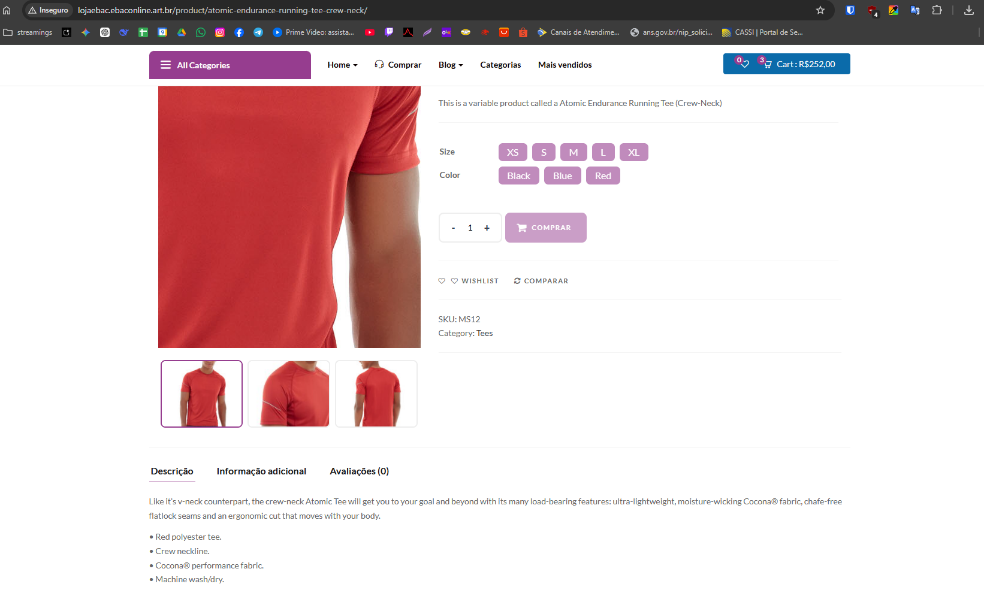 Inseguro lojaebac.ebaconline.art.br/product/atomic-endurance-running-tee-crew-neck/ 4
streamings Prime Video: assista... Canais de Atendime... ans.gov.br/nip_solici... CASSI | Portal de Se...
All Categories Home Comprar Blog Categorias Mais vendidos 0 3 Cart : R$252,00
This is a variable product called a Atomic Endurance Running Tee (Crew-Neck)
Size XS S M L XL
Color Black Blue Red
- 1 + COMPRAR
WISHLIST COMPARAR
SKU: MS12
Category: Tees
Descrição Informação adicional Avaliações (0)
Like it's v-neck counterpart, the crew-neck Atomic Tee will get you to your goal and beyond with its many load-bearing features: ultra-lightweight, moisture-wicking Cocona® fabric, chafe-free
flatlock seams and an ergonomic cut that moves with your body.
• Red polyester tee.
• Crew neckline.
• Cocona® performance fabric.
• Machine wash/dry.